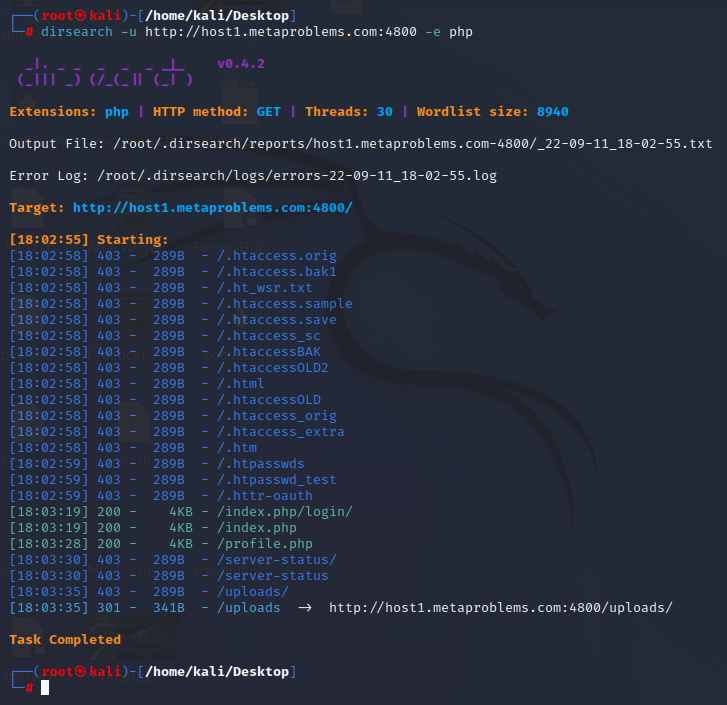 ┌──(root㉿kali)-[/home/kali/Desktop]
└─# dirsearch -u http://host1.metaproblems.com:4800 -e php
  _|. _ _  _  _  _ _|_    v0.4.2
 (_||| _) (/_(_|| (_| )
Extensions: php | HTTP method: GET | Threads: 30 | Wordlist size: 8940
Output File: /root/.dirsearch/reports/host1.metaproblems.com-4800/_22-09-11_18-02-55.txt
Error Log: /root/.dirsearch/logs/errors-22-09-11_18-02-55.log
Target: http://host1.metaproblems.com:4800/
[18:02:55] Starting:
[18:02:58] 403 -  289B  - /.htaccess.orig
[18:02:58] 403 -  289B  - /.htaccess.bak1
[18:02:58] 403 -  289B  - /.ht_wsr.txt
[18:02:58] 403 -  289B  - /.htaccess.sample
[18:02:58] 403 -  289B  - /.htaccess.save
[18:02:58] 403 -  289B  - /.htaccess_sc
[18:02:58] 403 -  289B  - /.htaccessBAK
[18:02:58] 403 -  289B  - /.htaccessOLD2
[18:02:58] 403 -  289B  - /.html
[18:02:58] 403 -  289B  - /.htaccessOLD
[18:02:58] 403 -  289B  - /.htaccess_orig
[18:02:58] 403 -  289B  - /.htaccess_extra
[18:02:58] 403 -  289B  - /.htm
[18:02:59] 403 -  289B  - /.htpasswds
[18:02:59] 403 -  289B  - /.htpasswd_test
[18:02:59] 403 -  289B  - /.httr-oauth
[18:03:19] 200 -    4KB - /index.php/login/
[18:03:19] 200 -    4KB - /index.php
[18:03:28] 200 -    4KB - /profile.php
[18:03:30] 403 -  289B  - /server-status/
[18:03:30] 403 -  289B  - /server-status
[18:03:35] 403 -  289B  - /uploads/
[18:03:35] 301 -  341B  - /uploads  ->  http://host1.metaproblems.com:4800/uploads/
Task Completed
┌──(root㉿kali)-[/home/kali/Desktop]
└─#